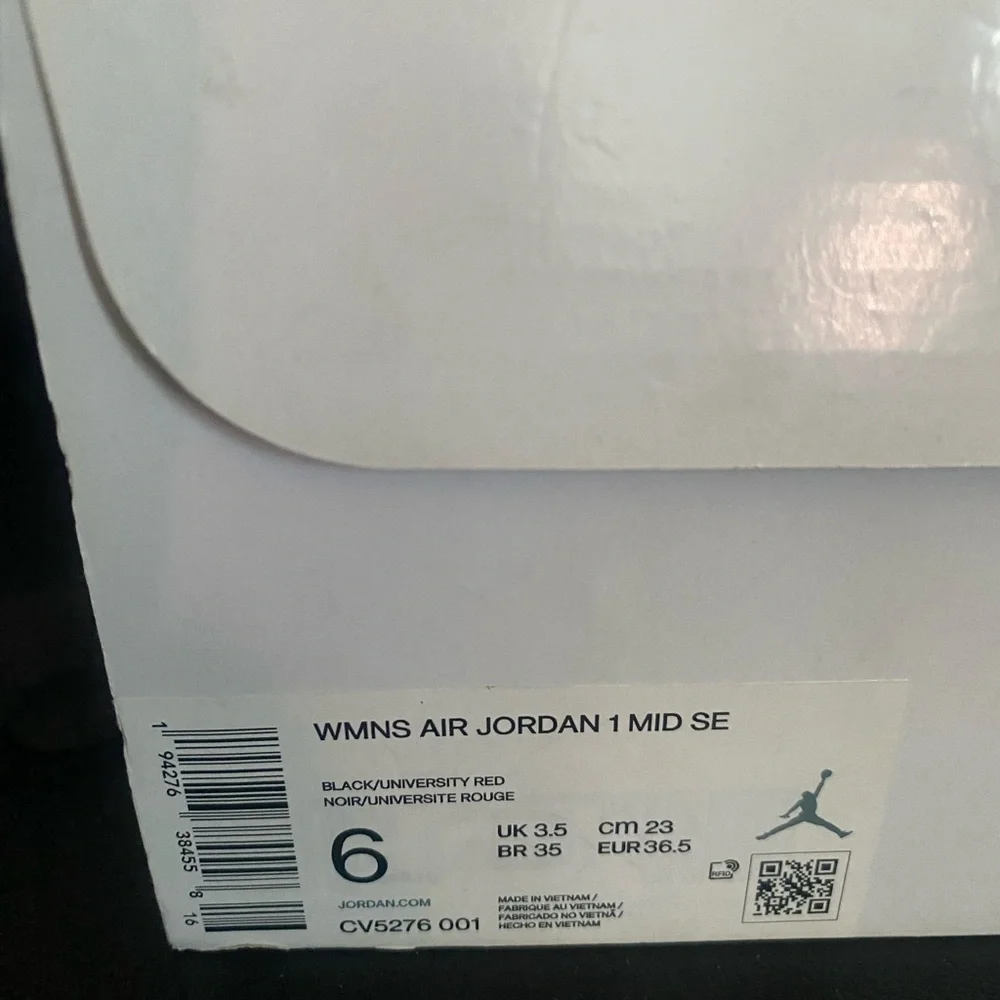 WMNS AIR JORDAN 1 MID SE
BLACK/UNIVERSITY RED
NOIR/UNIVERSITE ROUGE
6
UK 3.5 cm 23
BR 35 EUR 36.5
RFID
JORDAN.COM
CV5276 001
MADE IN VIETNAM /
FABRIQUE AU VIETNAM /
FABRICADO NO VIETNÃ /
HECHO EN VIETNAM
1 94276 38455 8 16